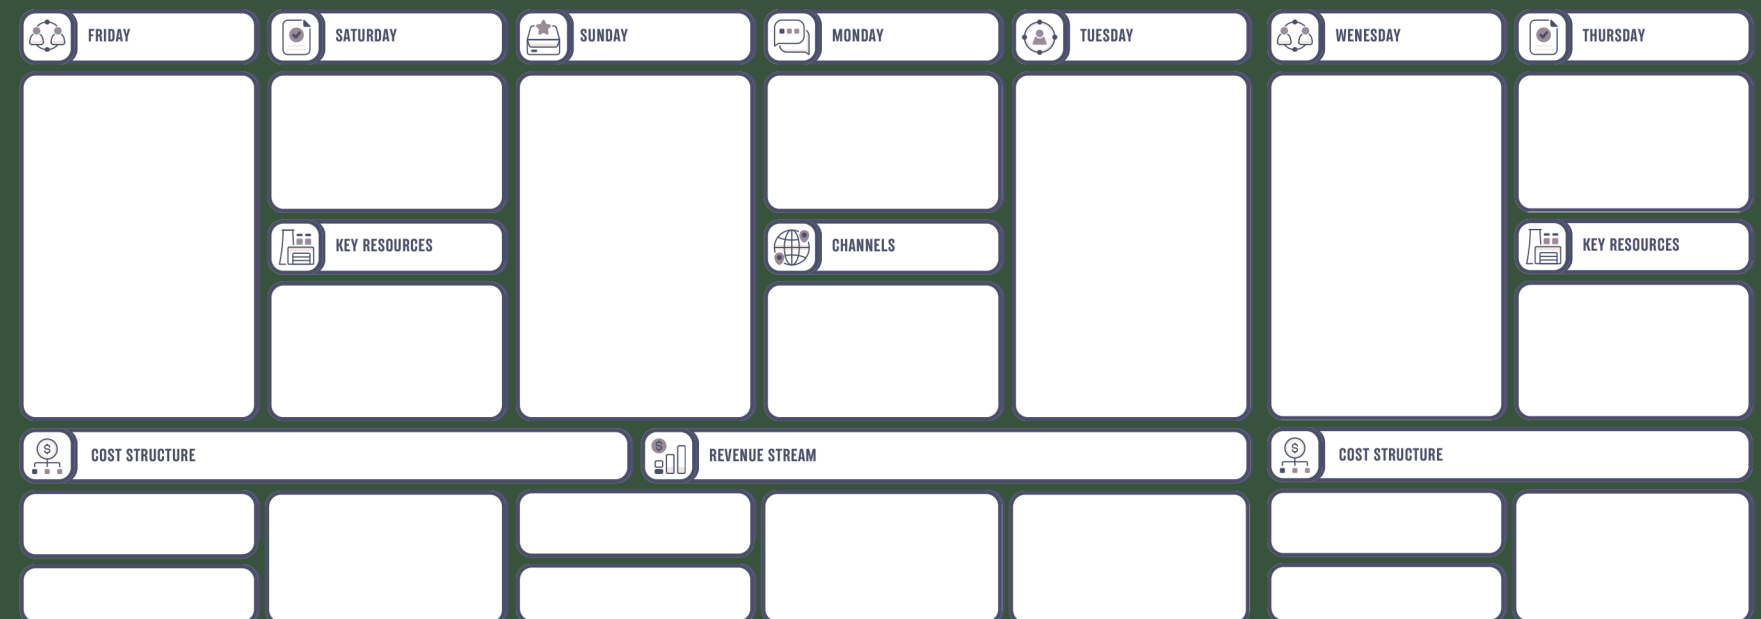 FRIDAY
SATURDAY
SUNDAY
MONDAY
TUESDAY
WENESDAY
THURSDAY
KEY RESOURCES
CHANNELS
KEY RESOURCES
COST STRUCTURE
REVENUE STREAM
COST STRUCTURE